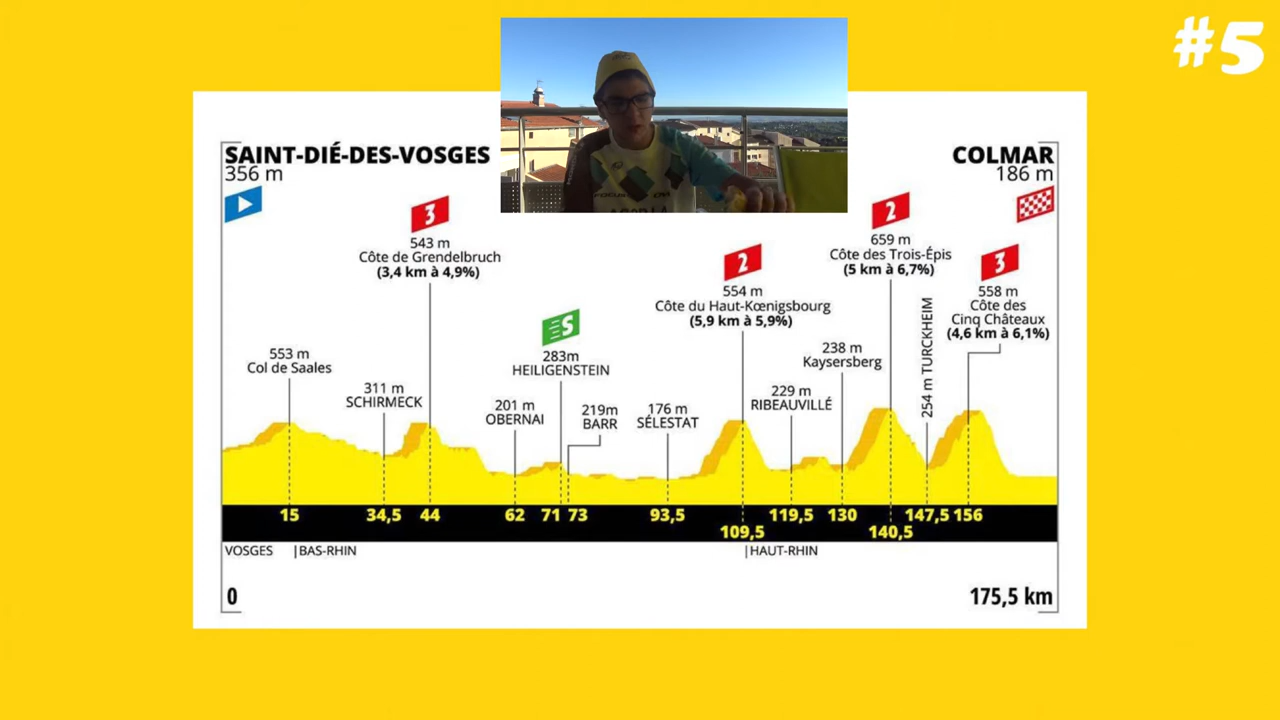 #5
SAINT-DIÉ-DES-VOSGES
356 m
COLMAR
186 m
3
543 m
Côte de Grendelbruch
(3,4 km à 4,9%)
2
659 m
Côte des Trois-Épis
(5 km à 6,7%)
2
554 m
Côte du Haut-Kœnigsbourg
(5,9 km à 5,9%)
3
558 m
Côte des
Cinq Châteaux
(4,6 km à 6,1%)
S
283m
HEILIGENSTEIN
553 m
Col de Saales
311 m
SCHIRMECK
201 m
OBERNAI
219m
BARR
176 m
SÉLESTAT
229 m
RIBEAUVILLÉ
238 m
Kaysersberg
254 m TURCKHEIM
15 34,5 44 62 71 73 93,5 109,5 119,5 130 140,5 147,5 156
VOSGES |BAS-RHIN |HAUT-RHIN
0 175,5 km